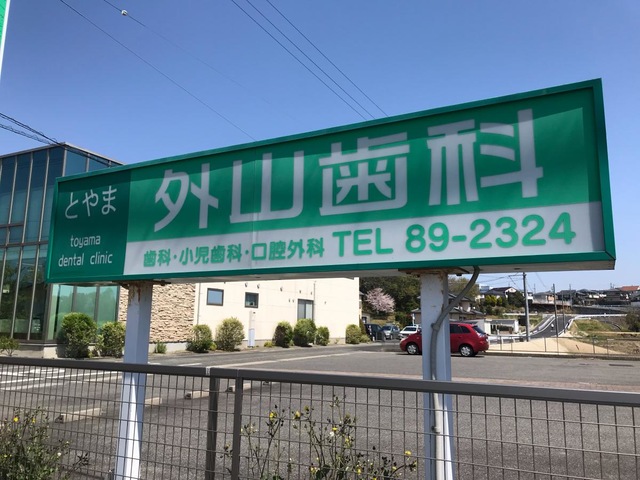 とやま
toyama
dental clinic
外山歯科
歯科・小児歯科・口腔外科 TEL 89-2324